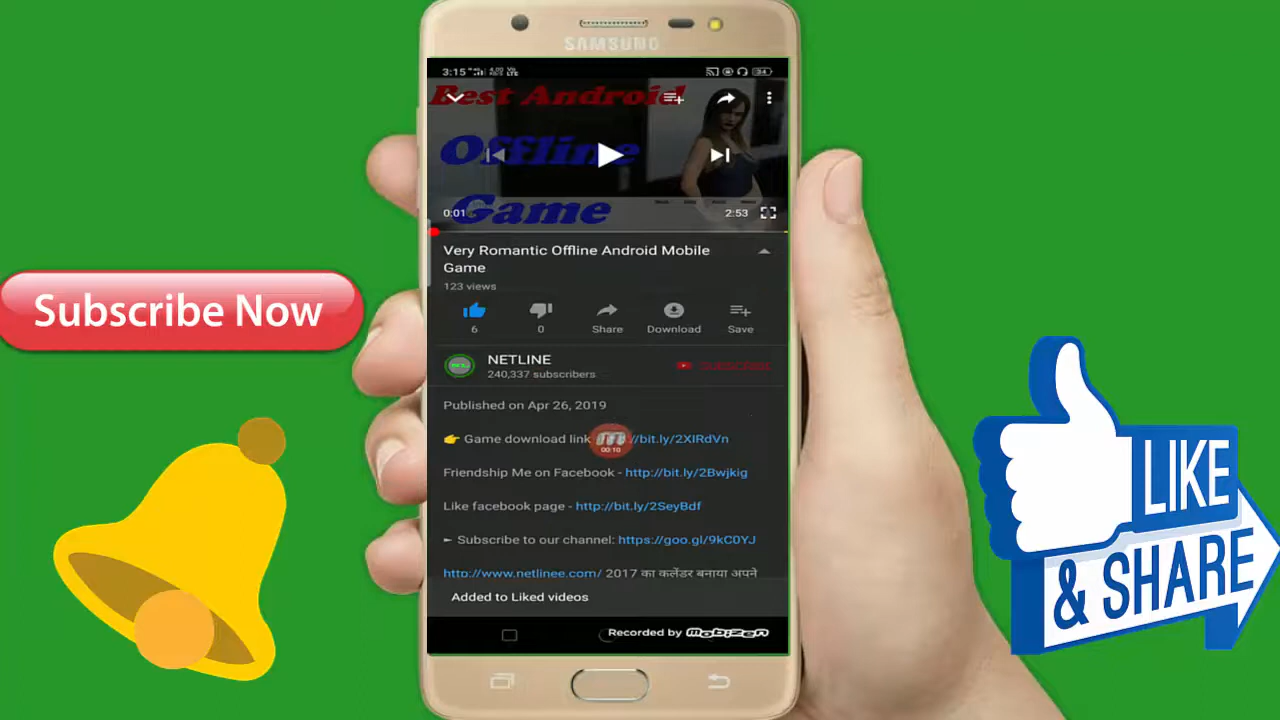 SAMSUNG
3:15
Best Android
Offline
Game
0:01
2:53
Very Romantic Offline Android Mobile
Game
123 views
6
0
Share
Download
Save
NETLINE
240,337 subscribers
SUBSCRIBE
Published on Apr 26, 2019
👉 Game download link //bit.ly/2XIRdVn
00:10
Friendship Me on Facebook - http://bit.ly/2Bwjkig
Like facebook page - http://bit.ly/2SeyBdf
► Subscribe to our channel: https://goo.gl/9kC0YJ
http://www.netlinee.com/ 2017 का कलेंडर बनाया अपने
Added to Liked videos
Recorded by MOBIZEN
Subscribe Now
LIKE
& SHARE